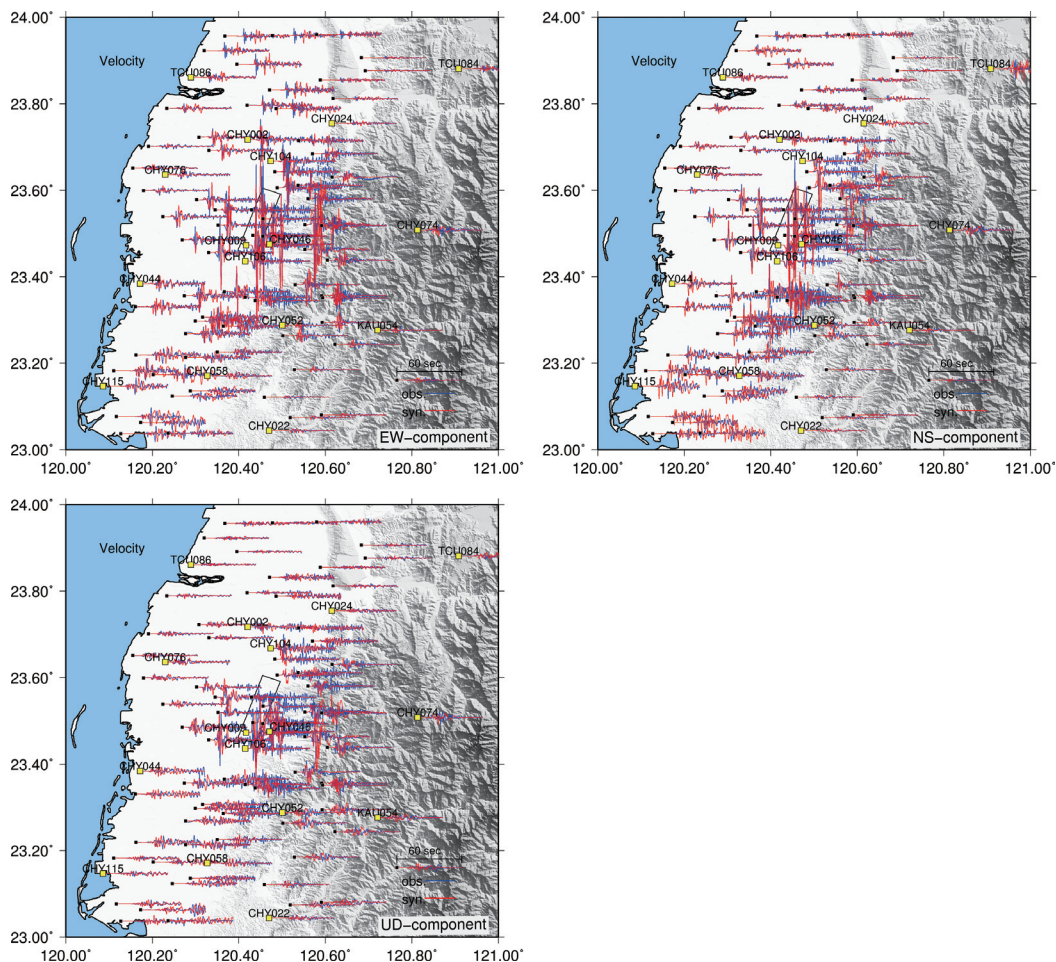 24.00°
23.80°
23.60°
23.40°
23.20°
23.00°
120.00° 120.20° 120.40° 120.60° 120.80° 121.00°
Velocity
TCU086
TCU084
CHY024
CHY002
CHY104
CHY076
CHY074
CHY009
CHY046
CHY106
CHY044
CHY052
KAU054
60 sec
CHY058
CHY115
obs.
syn.
CHY022
EW-component
24.00°
23.80°
23.60°
23.40°
23.20°
23.00°
120.00° 120.20° 120.40° 120.60° 120.80° 121.00°
Velocity
TCU086
TCU084
CHY024
CHY002
CHY104
CHY076
CHY074
CHY009
CHY046
CHY106
CHY044
CHY052
KAU054
60 sec
CHY058
CHY115
obs.
syn.
CHY022
NS-component
24.00°
23.80°
23.60°
23.40°
23.20°
23.00°
120.00° 120.20° 120.40° 120.60° 120.80° 121.00°
Velocity
TCU086
TCU084
CHY024
CHY002
CHY104
CHY076
CHY074
CHY009
CHY046
CHY106
CHY044
CHY052
KAU054
60 sec
CHY058
CHY115
obs.
syn.
CHY022
UD-component